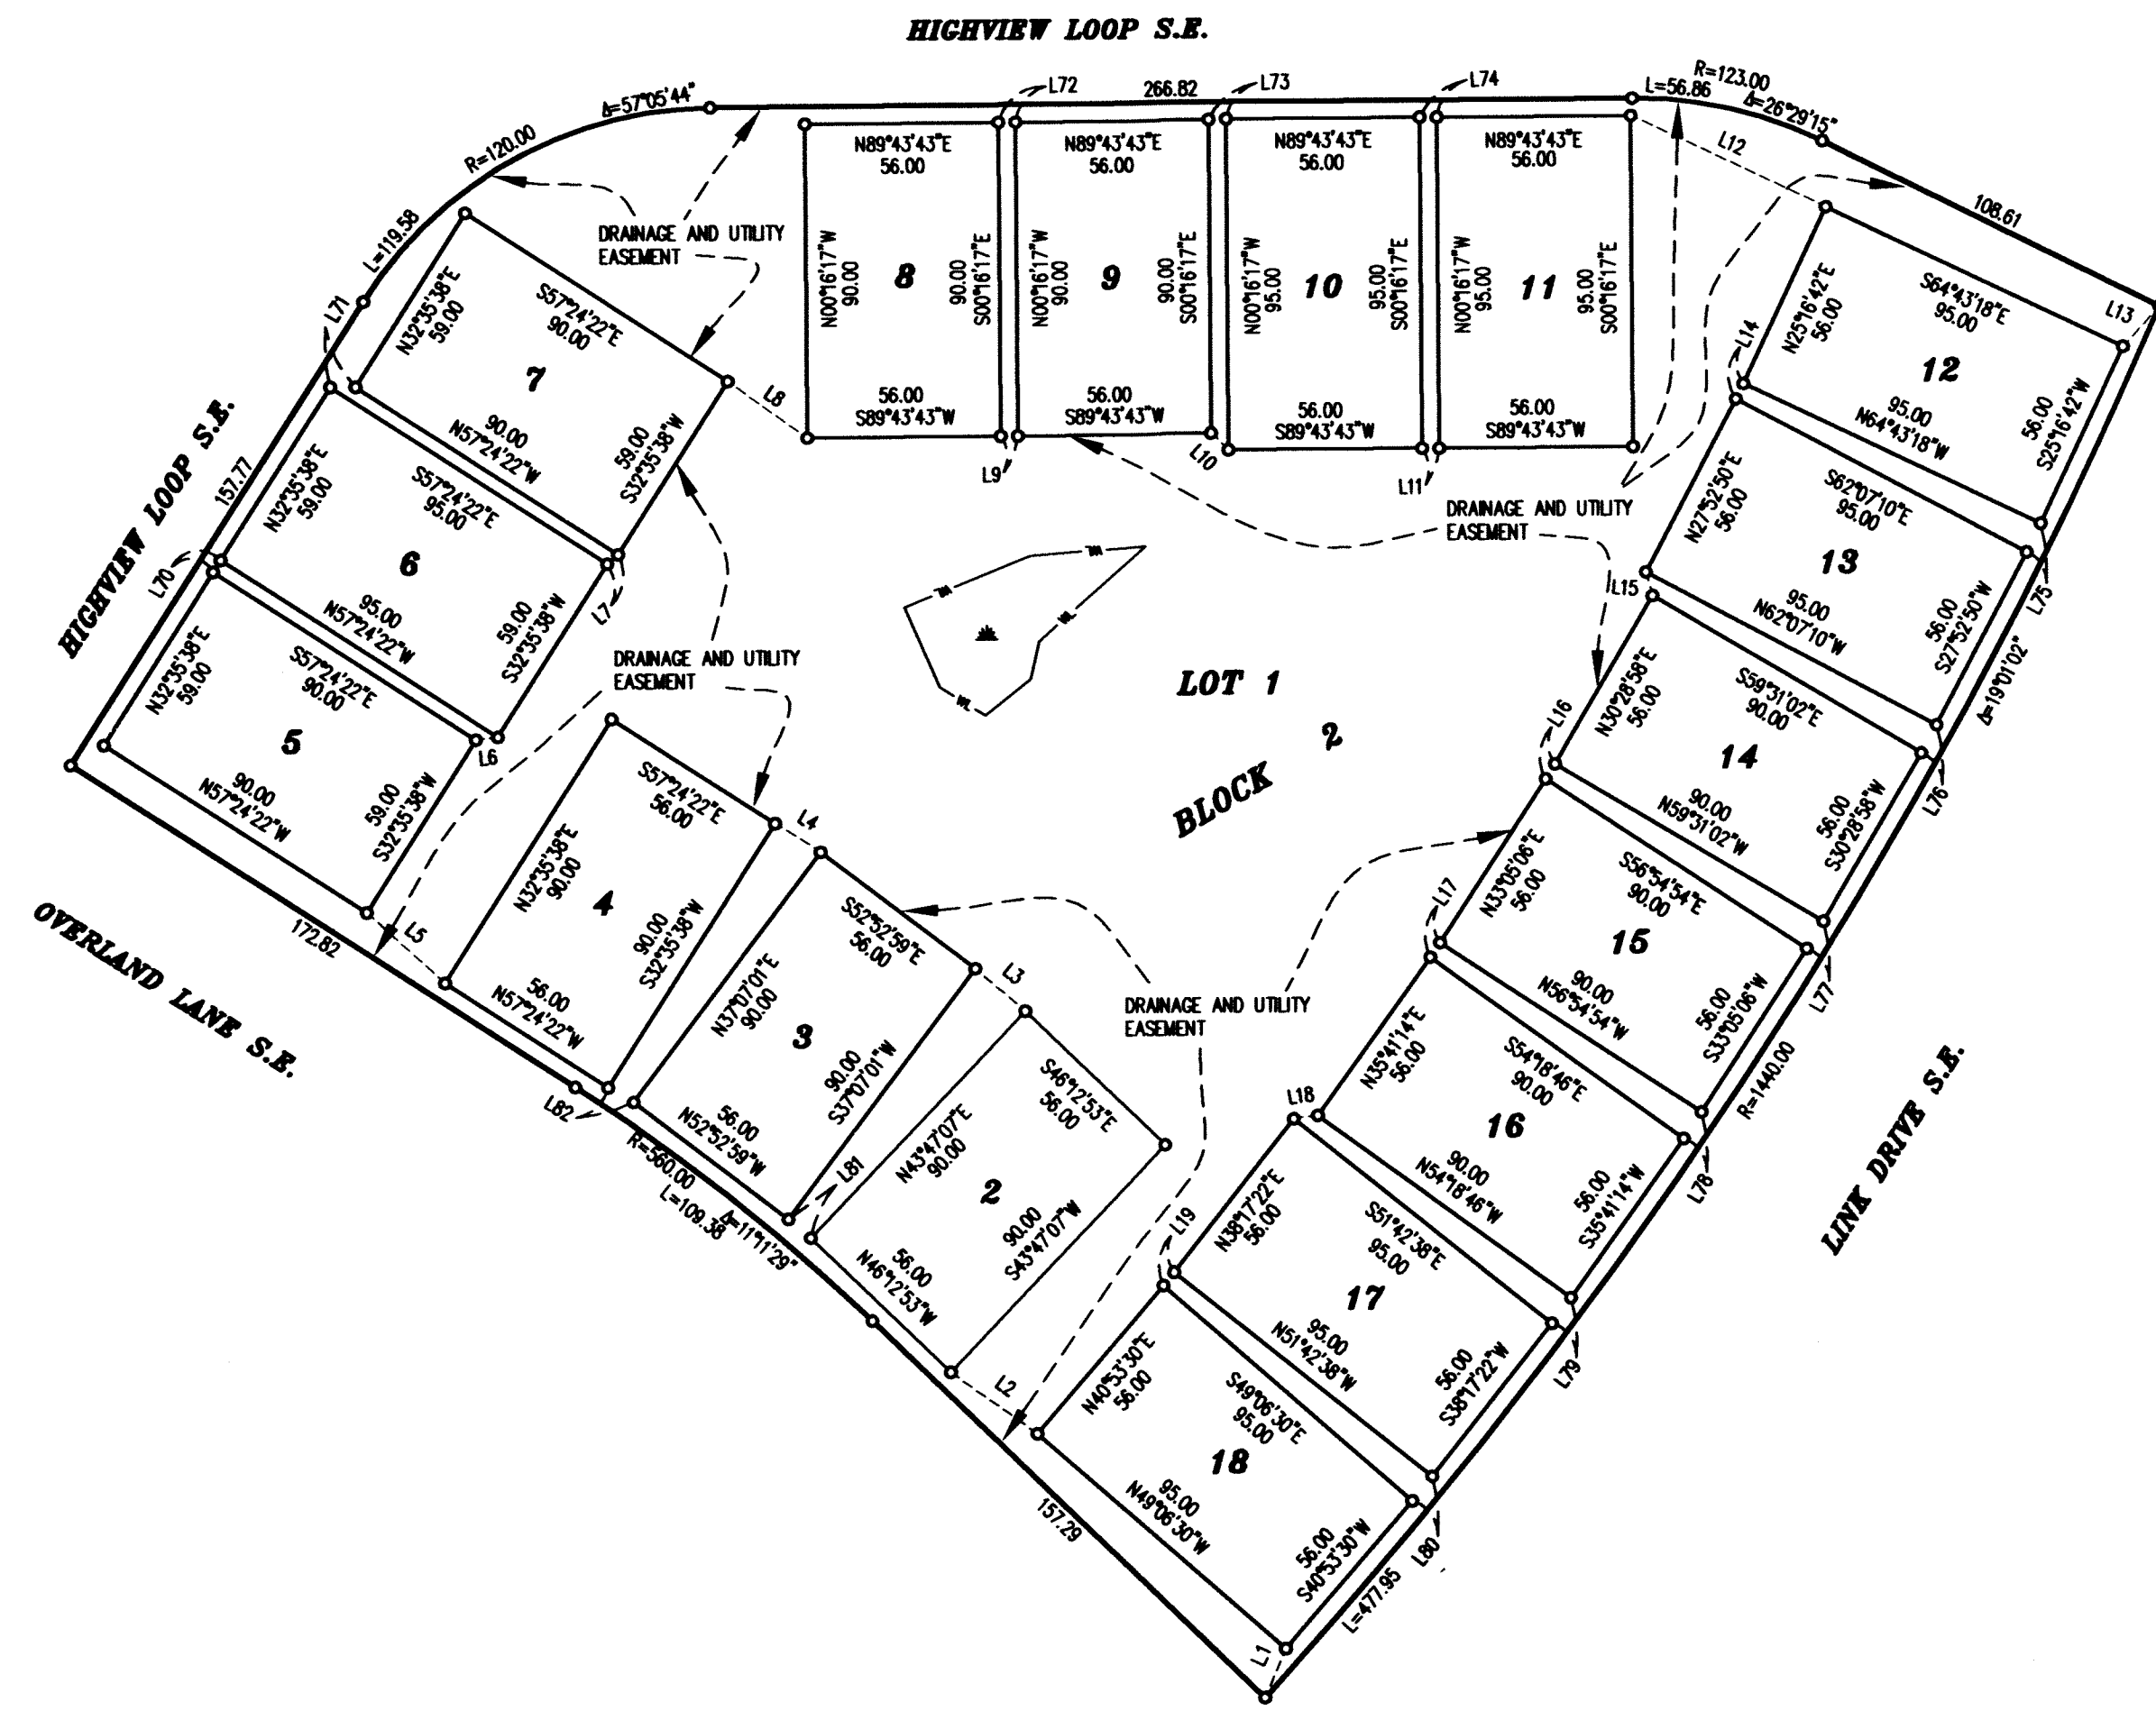 HIGHVIEW LOOP S.E.
Δ=57°05'44"
R=120.00
L=119.58
L72
266.82
L73
L74
L=56.86
R=123.00
Δ=26°29'15"
L12
108.61
L13
DRAINAGE AND UTILITY
EASEMENT
N89°43'43"E
56.00
N00°16'17"W
90.00
8
90.00
S00°16'17"E
56.00
S89°43'43"W
N89°43'43"E
56.00
N00°16'17"W
90.00
9
90.00
S00°16'17"E
56.00
S89°43'43"W
N89°43'43"E
56.00
N00°16'17"W
95.00
10
95.00
S00°16'17"E
56.00
S89°43'43"W
N89°43'43"E
56.00
N00°16'17"W
95.00
11
95.00
S00°16'17"E
56.00
S89°43'43"W
L8
L9
L10
L11
L71
N32°35'38"E
59.00
S57°24'22"E
90.00
7
90.00
N57°24'22"W
59.00
S32°35'38"W
HIGHVIEW LOOP S.E.
157.77
L70
N32°35'38"E
59.00
S57°24'22"E
95.00
6
95.00
N57°24'22"W
59.00
S32°35'38"W
L7
N32°35'38"E
59.00
S57°24'22"E
90.00
5
90.00
N57°24'22"W
59.00
S32°35'38"W
L6
DRAINAGE AND UTILITY
EASEMENT
S64°43'18"E
95.00
N25°16'42"E
56.00
L14
12
95.00
N64°43'18"W
56.00
S25°16'42"W
DRAINAGE AND UTILITY
EASEMENT
S62°07'10"E
95.00
N27°52'50"E
56.00
13
95.00
N62°07'10"W
56.00
S27°52'50"W
L75
L15
Δ=19°01'02"
WL
WL
WL
WL
LOT 1
BLOCK 2
S59°31'02"E
90.00
N30°28'58"E
56.00
L16
14
90.00
N59°31'02"W
56.00
S30°28'58"W
L76
S57°24'22"E
56.00
L4
N32°35'38"E
90.00
4
90.00
S32°35'38"W
56.00
N57°24'22"W
L5
172.82
OVERLAND LANE S.E.
S56°54'54"E
90.00
N33°05'06"E
56.00
L17
15
90.00
N56°54'54"W
56.00
S33°05'06"W
L77
S52°52'59"E
56.00
L3
N37°07'01"E
90.00
3
90.00
S37°07'01"W
56.00
N52°52'59"W
L82
L81
DRAINAGE AND UTILITY
EASEMENT
R=560.00
L=109.38
Δ=11°11'29"
S46°12'53"E
56.00
N43°47'07"E
90.00
2
90.00
S43°47'07"W
56.00
N46°12'53"W
L2
S54°18'46"E
90.00
N35°41'14"E
56.00
L18
16
90.00
N54°18'46"W
56.00
S35°41'14"W
L78
R=1440.00
LINK DRIVE S.E.
S51°42'38"E
95.00
N38°17'22"E
56.00
L19
17
95.00
N51°42'38"W
56.00
S38°17'22"W
L79
S49°06'30"E
95.00
N40°53'30"E
56.00
18
95.00
N49°06'30"W
56.00
S40°53'30"W
L80
157.29
L=477.95
L1